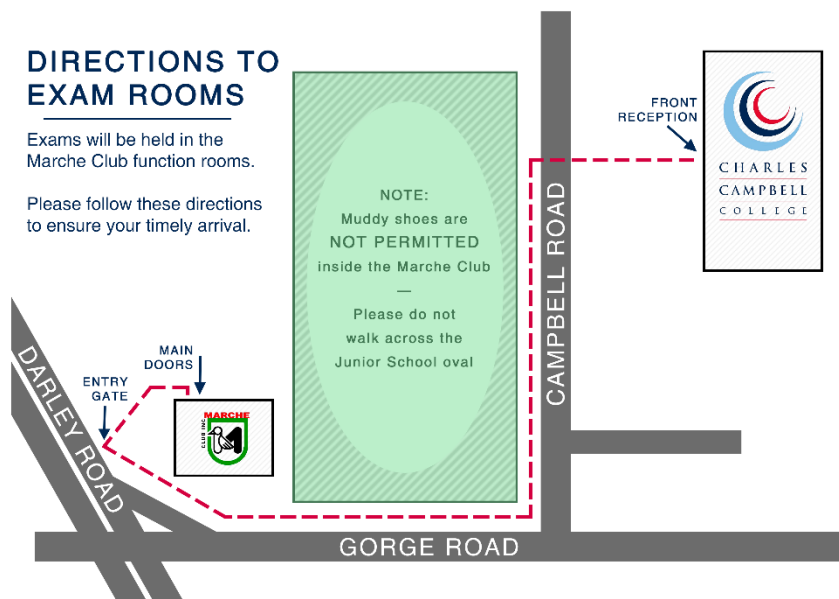 DIRECTIONS TO
EXAM ROOMS
Exams will be held in the
Marche Club function rooms.
Please follow these directions
to ensure your timely arrival.
NOTE:
Muddy shoes are
NOT PERMITTED
inside the Marche Club
—
Please do not
walk across the
Junior School oval
FRONT
RECEPTION
CHARLES
CAMPBELL
COLLEGE
CAMPBELL ROAD
MAIN
DOORS
ENTRY
GATE
DARLEY ROAD
MARCHE
CLUB INC.
GORGE ROAD